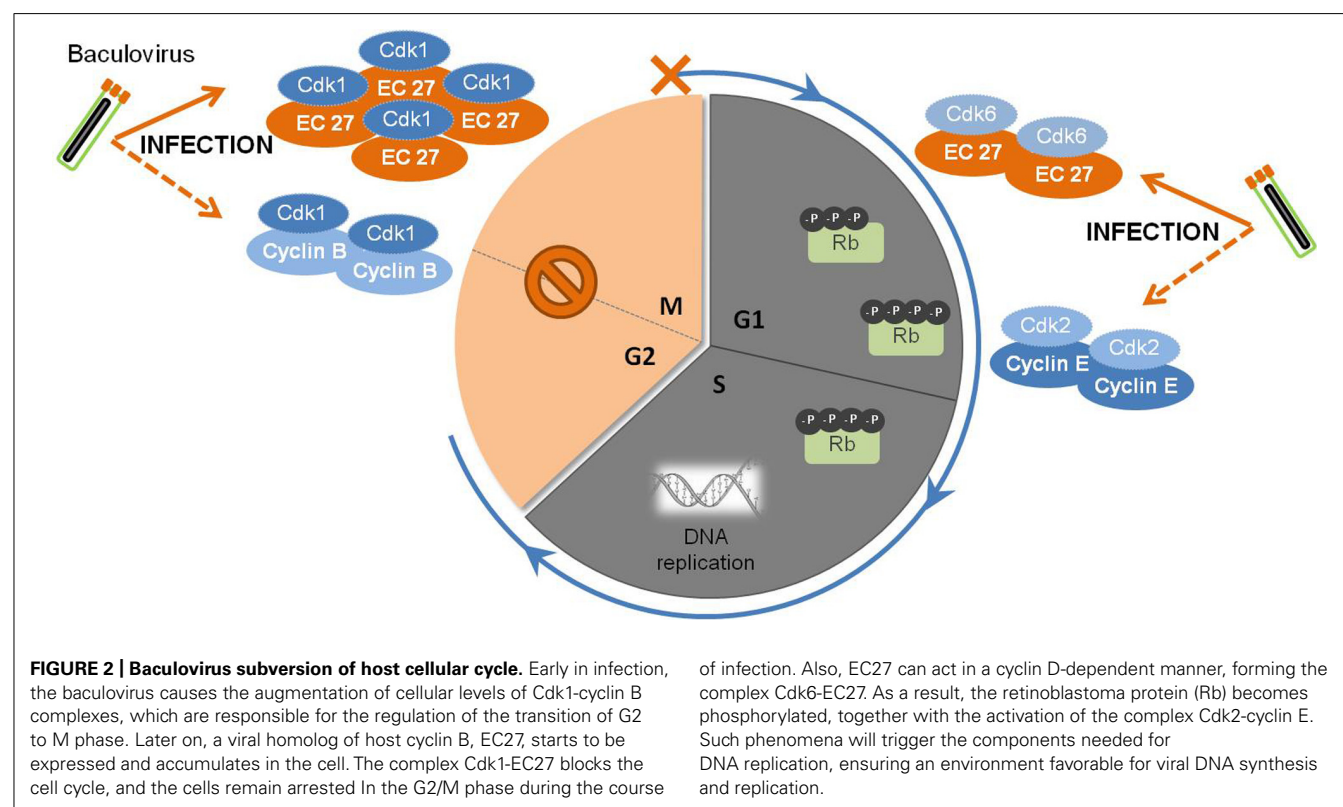 Baculovirus
INFECTION
Cdk1
EC 27
Cdk1
EC 27
Cdk1
EC 27
Cdk1
EC 27
Cdk1
Cyclin B
Cdk1
Cyclin B
M
G2
G1
S
-P -P -P
Rb
-P -P -P -P
Rb
-P -P -P -P
Rb
DNA
replication
Cdk6
EC 27
Cdk6
EC 27
INFECTION
Cdk2
Cyclin E
Cdk2
Cyclin E
FIGURE 2 | Baculovirus subversion of host cellular cycle. Early in infection,
the baculovirus causes the augmentation of cellular levels of Cdk1-cyclin B
complexes, which are responsible for the regulation of the transition of G2
to M phase. Later on, a viral homolog of host cyclin B, EC27, starts to be
expressed and accumulates in the cell. The complex Cdk1-EC27 blocks the
cell cycle, and the cells remain arrested In the G2/M phase during the course
of infection. Also, EC27 can act in a cyclin D-dependent manner, forming the
complex Cdk6-EC27. As a result, the retinoblastoma protein (Rb) becomes
phosphorylated, together with the activation of the complex Cdk2-cyclin E.
Such phenomena will trigger the components needed for
DNA replication, ensuring an environment favorable for viral DNA synthesis
and replication.